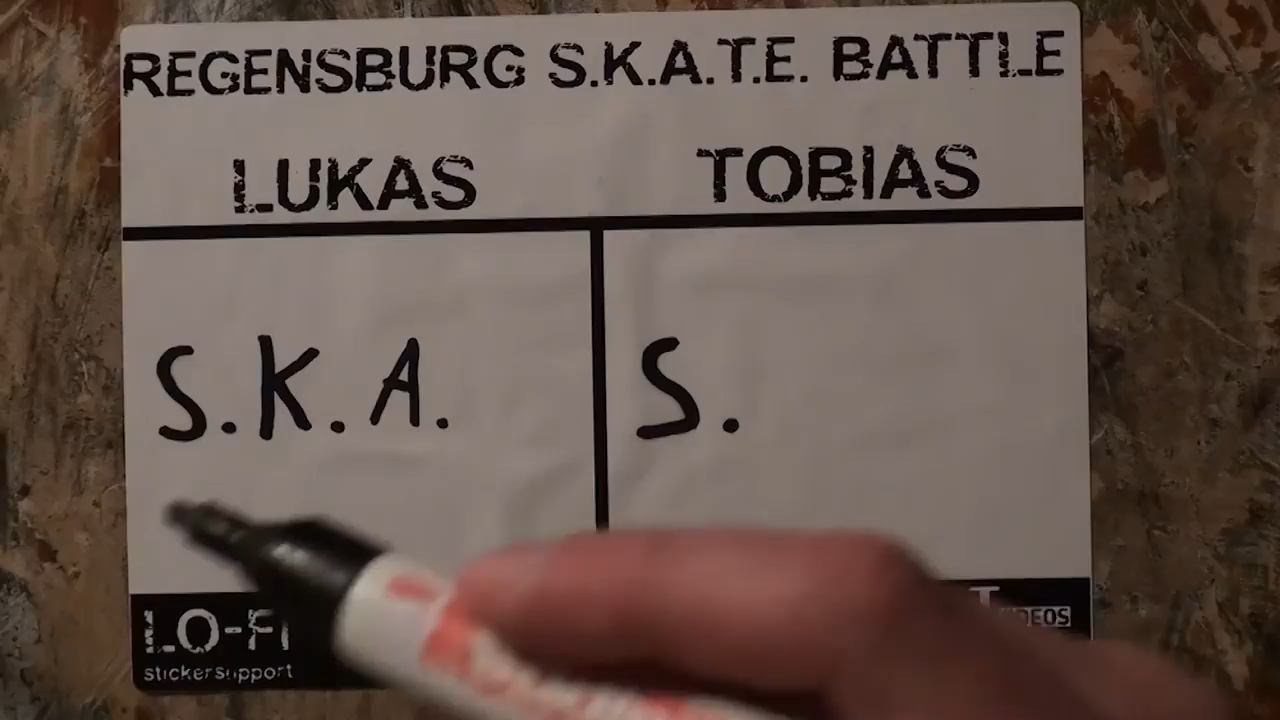 REGENSBURG S.K.A.T.E. BATTLE
LUKAS TOBIAS
S.K.A. S.
LO-FI
stickersupport